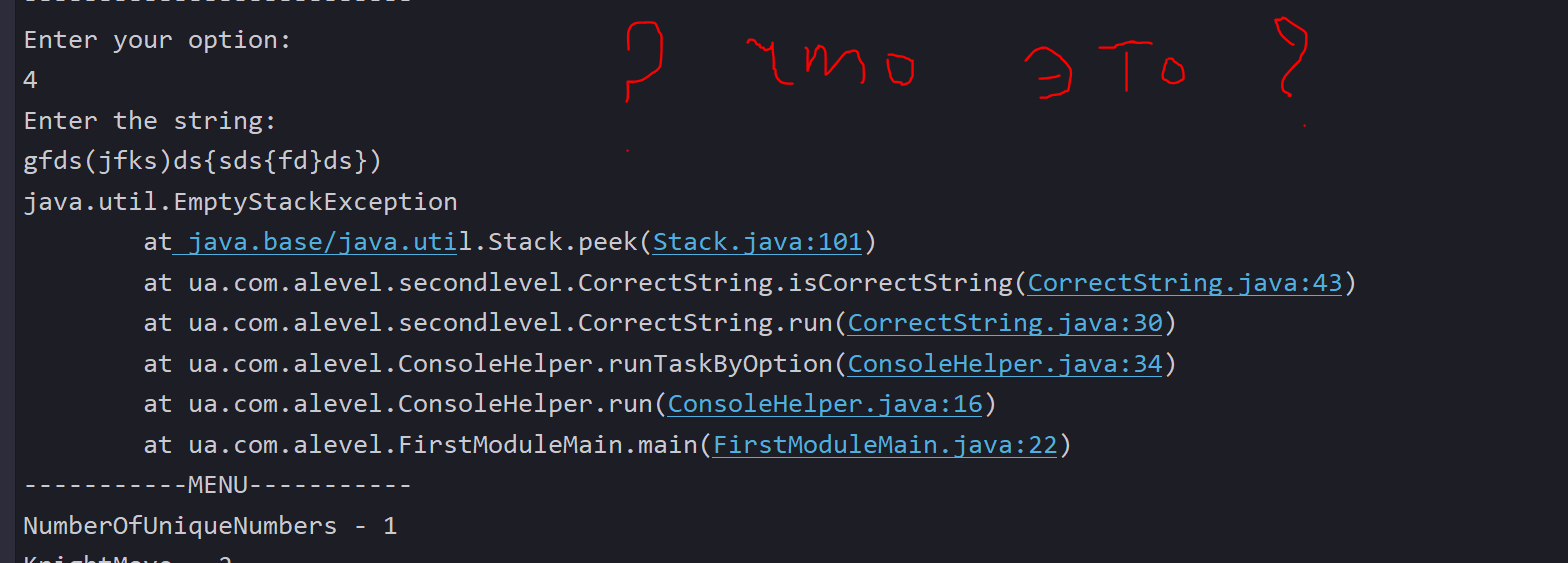 Enter your option:
? что это ?
4
Enter the string:
gfds(jfks)ds{sds{fd}ds})
java.util.EmptyStackException
at java.base/java.util.Stack.peek(Stack.java:101)
at ua.com.alevel.secondlevel.CorrectString.isCorrectString(CorrectString.java:43)
at ua.com.alevel.secondlevel.CorrectString.run(CorrectString.java:30)
at ua.com.alevel.ConsoleHelper.runTaskByOption(ConsoleHelper.java:34)
at ua.com.alevel.ConsoleHelper.run(ConsoleHelper.java:16)
at ua.com.alevel.FirstModuleMain.main(FirstModuleMain.java:22)
-----------MENU-----------
NumberOfUniqueNumbers - 1